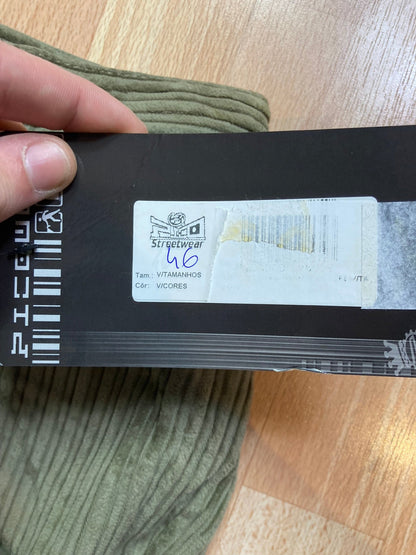 Streetwear
46
Tam.: V/TAMANHOS
Côr: V/CORES